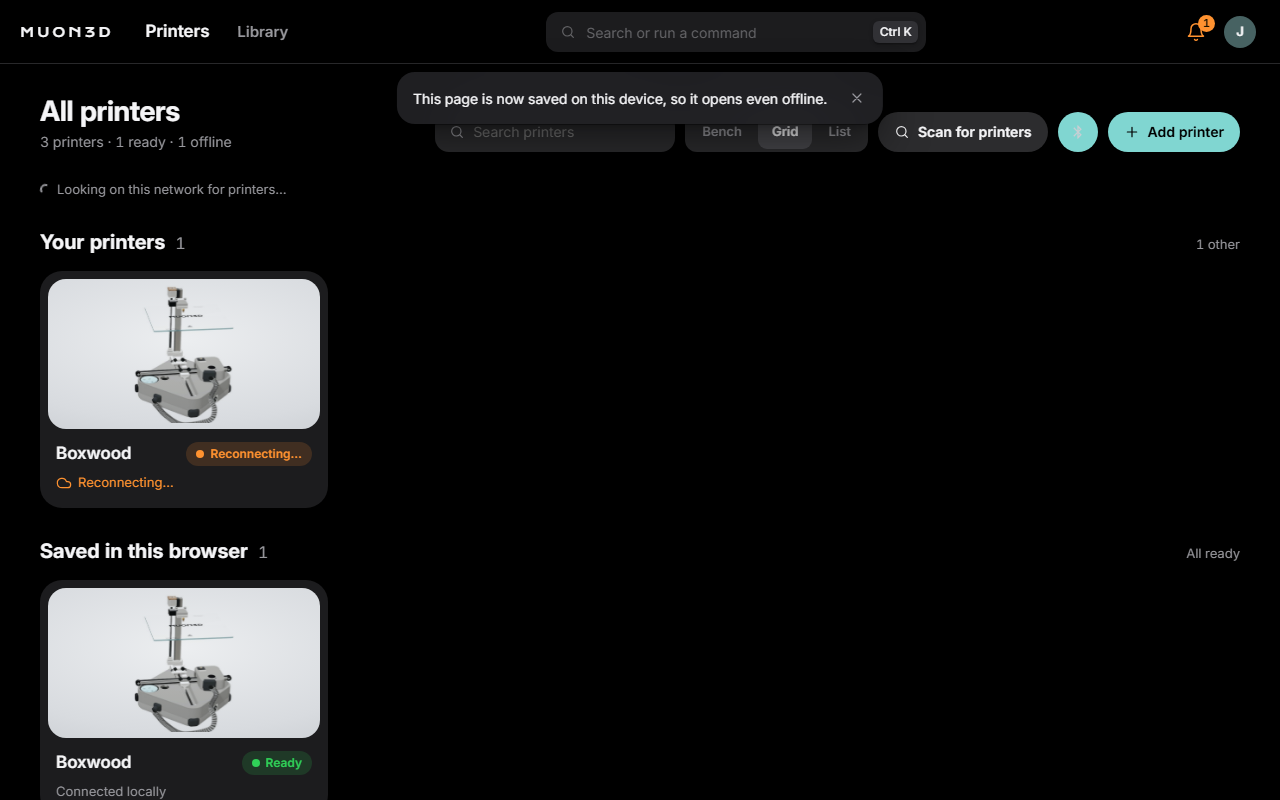 MUON3D
Printers
Library
Search or run a command
Ctrl K
1
J
This page is now saved on this device, so it opens even offline.
All printers
3 printers · 1 ready · 1 offline
Search printers
Bench
Grid
List
Scan for printers
Add printer
Looking on this network for printers...
Your printers 1
1 other
Boxwood
Reconnecting...
Reconnecting...
Saved in this browser 1
All ready
Boxwood
Ready
Connected locally